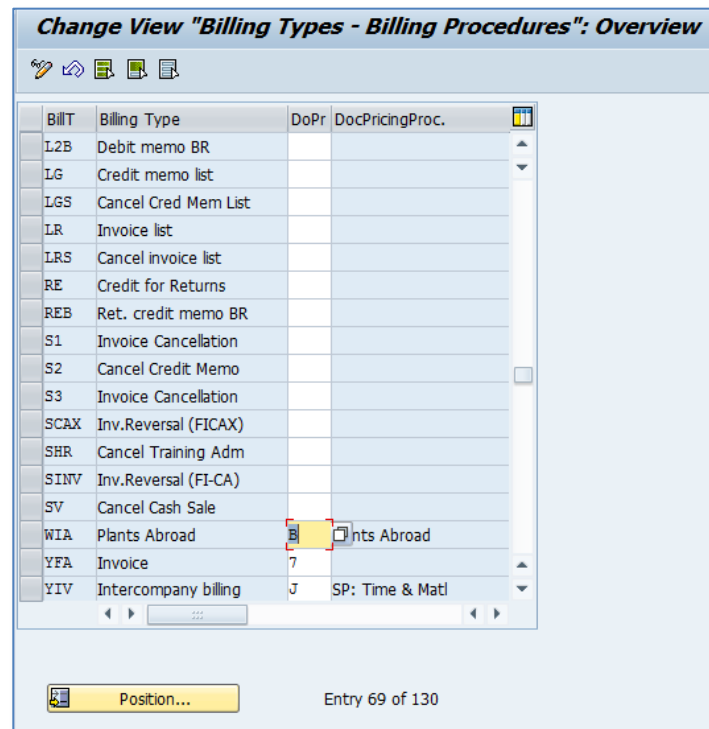 Change View "Billing Types - Billing Procedures": Overview
BillT Billing Type DoPr DocPricingProc.
L2B Debit memo BR
LG Credit memo list
LGS Cancel Cred Mem List
LR Invoice list
LRS Cancel invoice list
RE Credit for Returns
REB Ret. credit memo BR
S1 Invoice Cancellation
S2 Cancel Credit Memo
S3 Invoice Cancellation
SCAX Inv.Reversal (FICAX)
SHR Cancel Training Adm
SINV Inv.Reversal (FI-CA)
SV Cancel Cash Sale
WIA Plants Abroad B nts Abroad
YFA Invoice 7
YIV Intercompany billing J SP: Time & Matl
Position... Entry 69 of 130